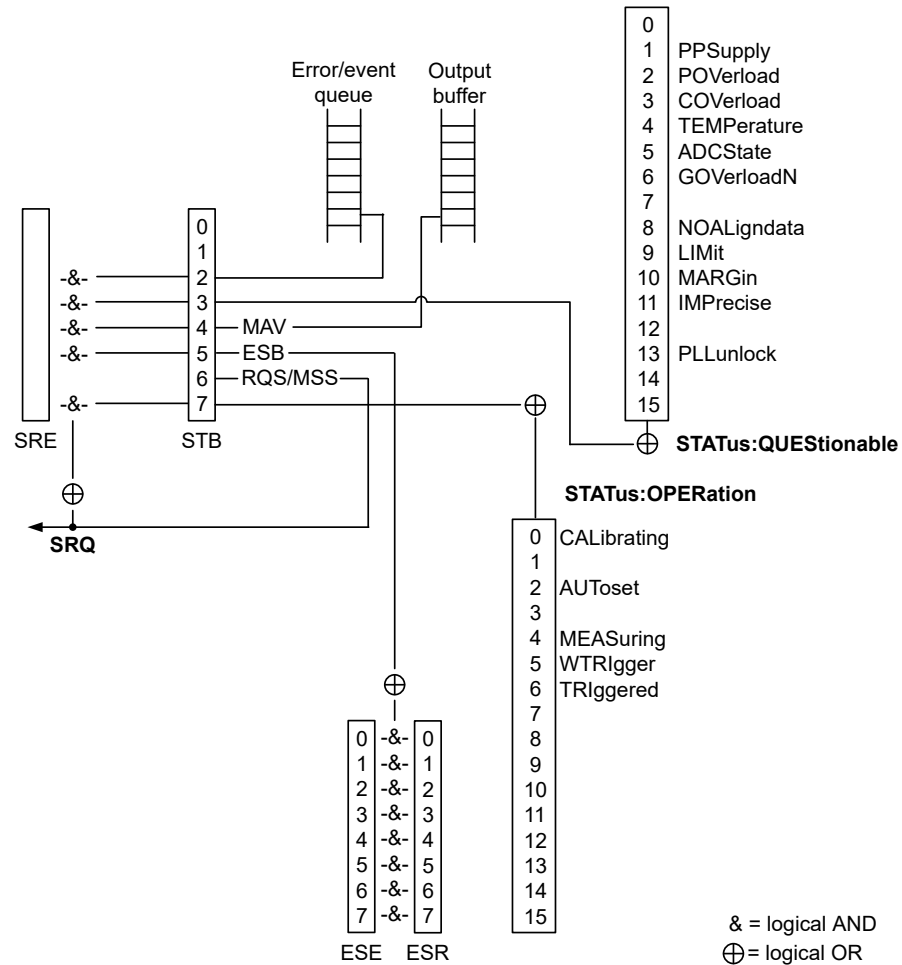 Error/event
queue
Output
buffer
0
1 PPSupply
2 POVerload
3 COVerload
4 TEMPerature
5 ADCState
6 GOVerloadN
7
8 NOALigndata
9 LIMit
10 MARGin
11 IMPrecise
12
13 PLLunlock
14
15
STATus:QUEStionable
0
1
-&- 2
-&- 3
-&- 4 MAV
-&- 5 ESB
6 RQS/MSS
-&- 7
SRE STB
SRQ
STATus:OPERation
0 CALibrating
1
2 AUToset
3
4 MEASuring
5 WTRIgger
6 TRIggered
7
8
9
10
11
12
13
14
15
0 -&- 0
1 -&- 1
2 -&- 2
3 -&- 3
4 -&- 4
5 -&- 5
6 -&- 6
7 -&- 7
ESE ESR
& = logical AND
⊕ = logical OR